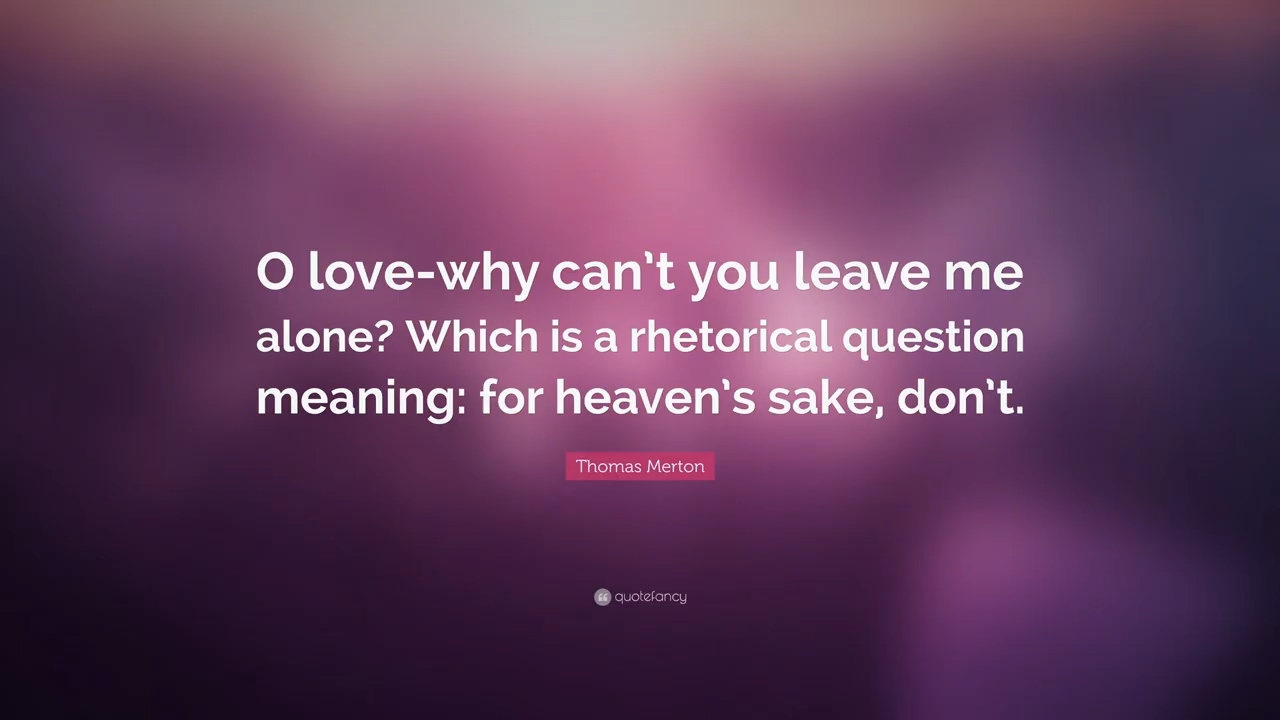 O love-why can’t you leave me
alone? Which is a rhetorical question
meaning: for heaven’s sake, don’t.
Thomas Merton
quotefancy